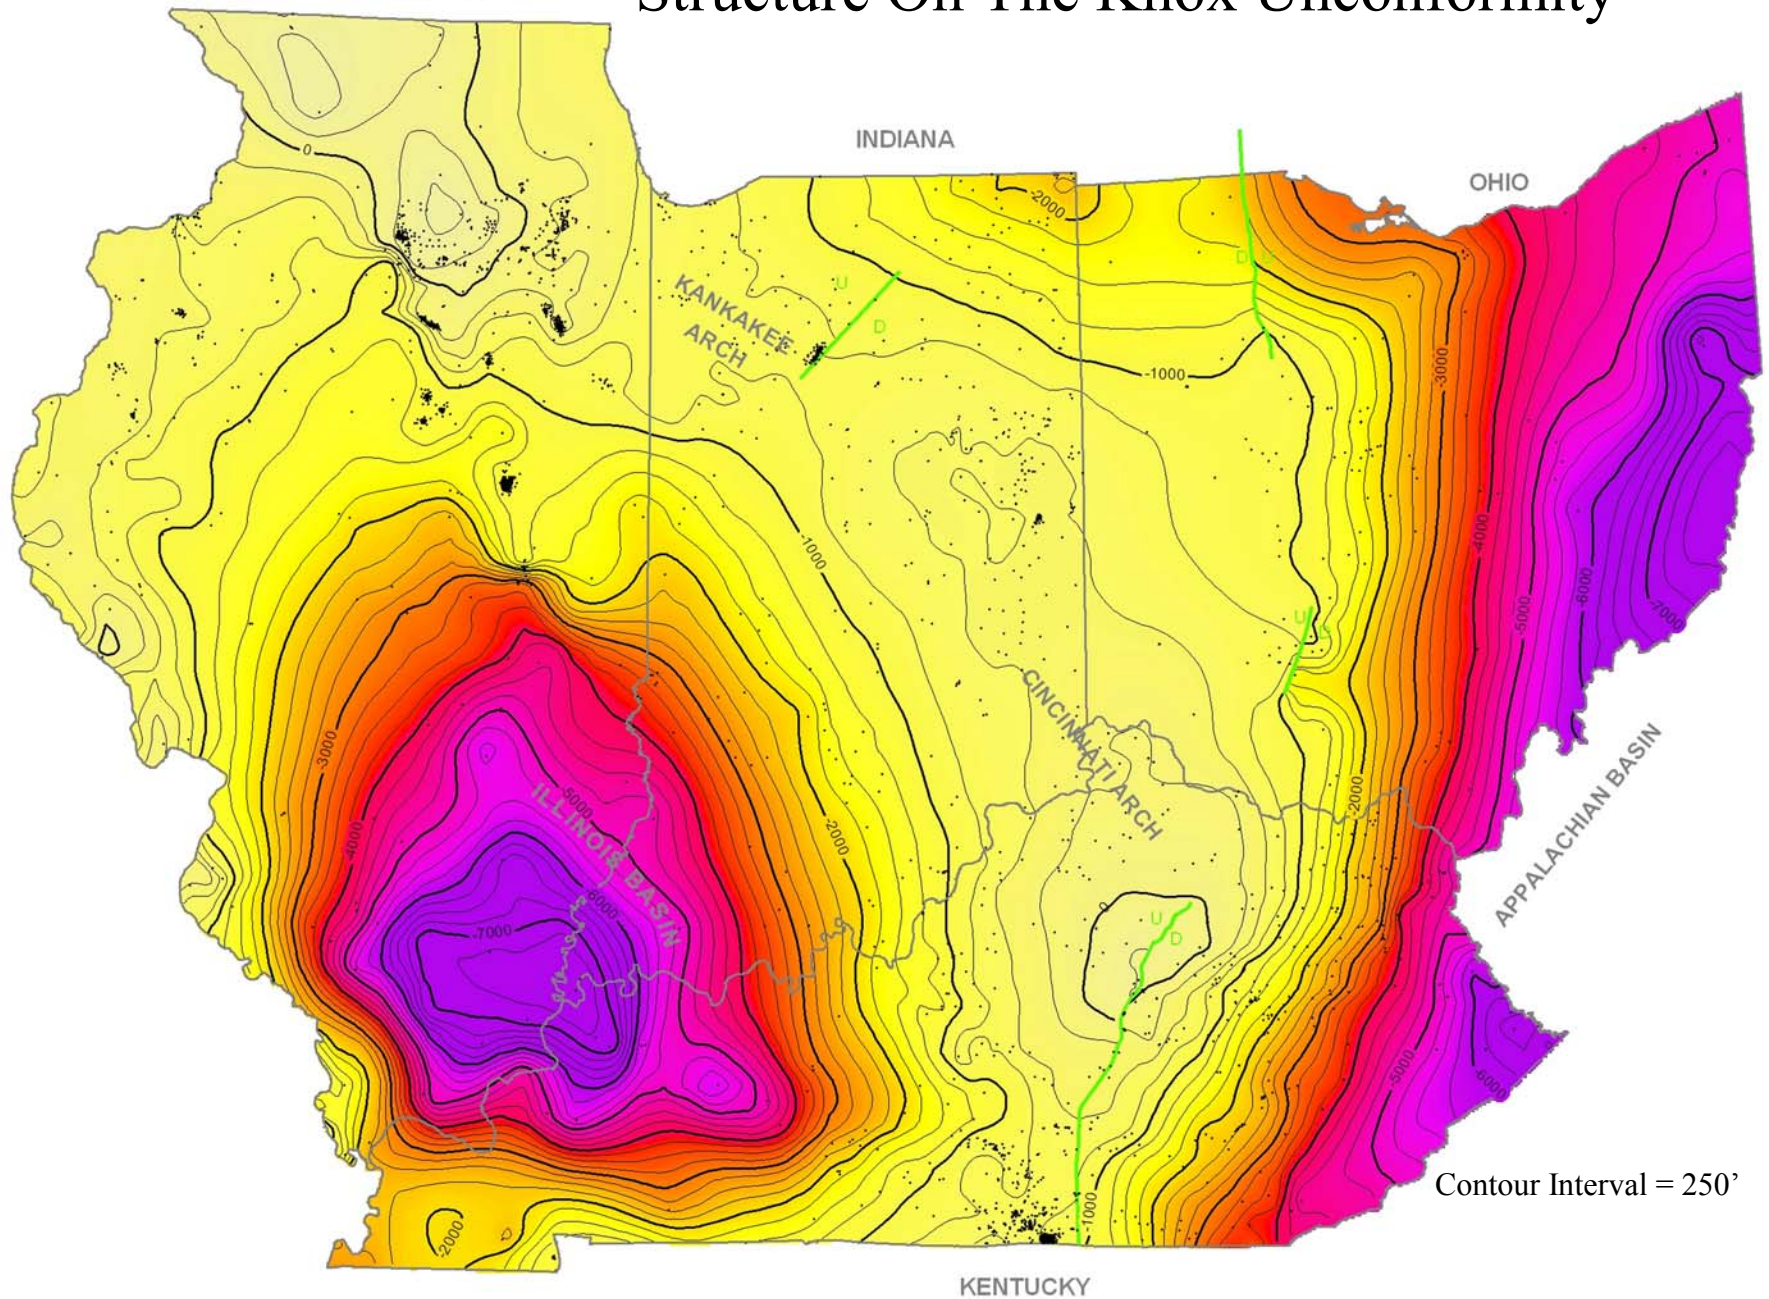 Structure On The Knox Unconformity
INDIANA
OHIO
0
-2000
D U
U
KANKAKEE
ARCH
D
-1000
-3000
-4000
-1000
-6000
-5000
-7000
U
D
CINCINNATI ARCH
-3000
APPALACHIAN BASIN
-5000
ILLINOIS BASIN
-2000
-2000
-4000
-6000
0
U
D
-7000
-5000
-6000
Contour Interval = 250’
-1000
-2000
KENTUCKY